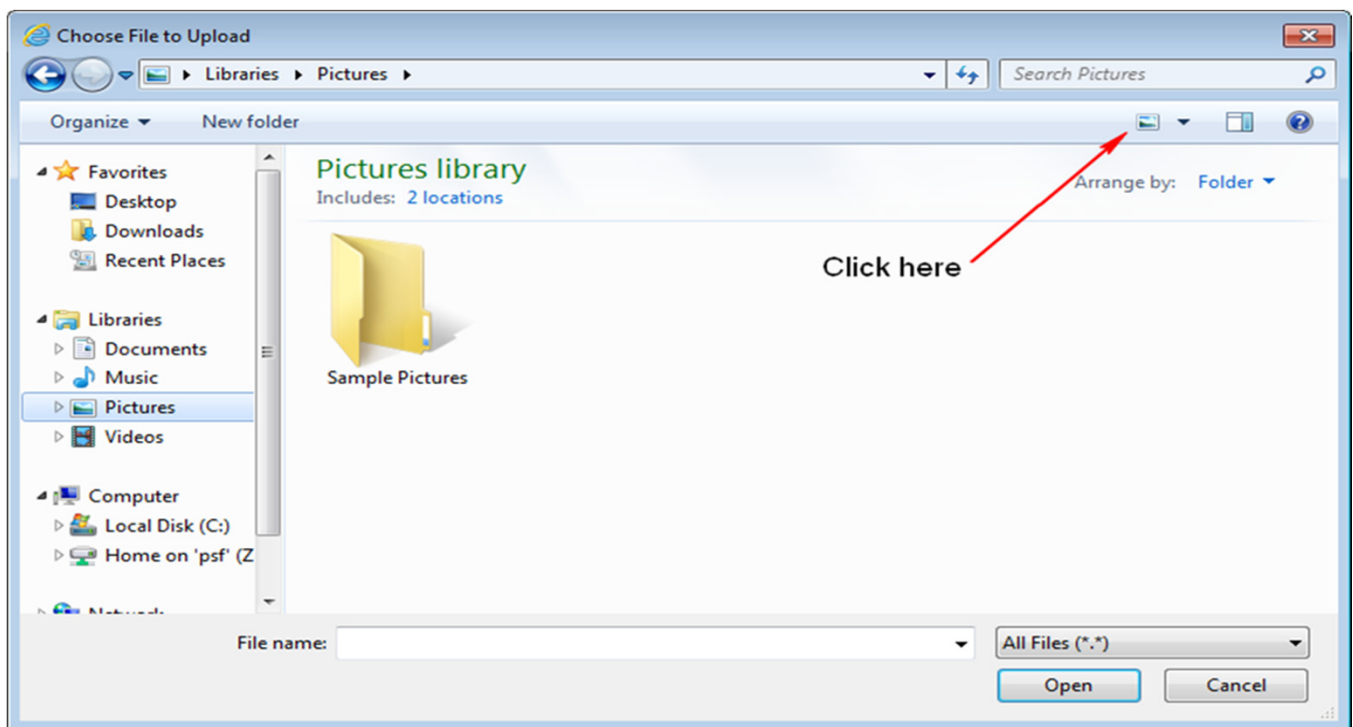 Choose File to Upload
Libraries Pictures
Search Pictures
Organize New folder
Favorites
Desktop
Downloads
Recent Places
Libraries
Documents
Music
Pictures
Videos
Computer
Local Disk (C:)
Home on 'psf' (Z
Pictures library
Includes: 2 locations
Arrange by: Folder
Click here
Sample Pictures
File name:
All Files (*.*)
Open Cancel